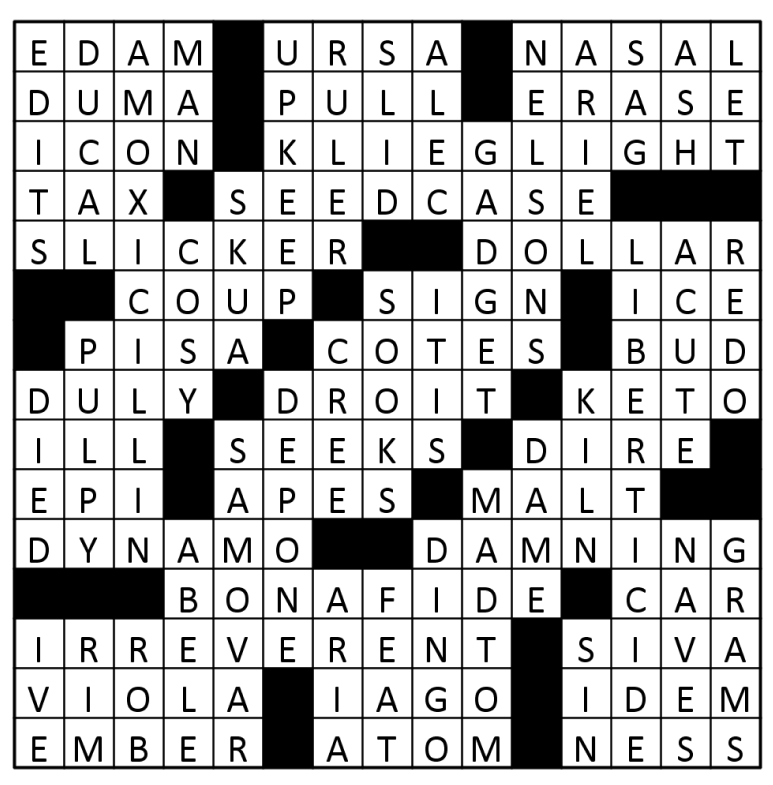 EDAM URSA NASAL
DUMA PULL ERASE
ICON KLIEGLIGHT
TAX SEEDCASE
SLICKER DOLLAR
COUP SIGN ICE
PISA COTES BUD
DULY DROIT KETO
ILL SEEKS DIRE
EPI APES MALT
DYNAMO DAMNING
BONAFIDE CAR
IRREVERENT SIVA
VIOLA IAGO IDEM
EMBER ATOM NESS